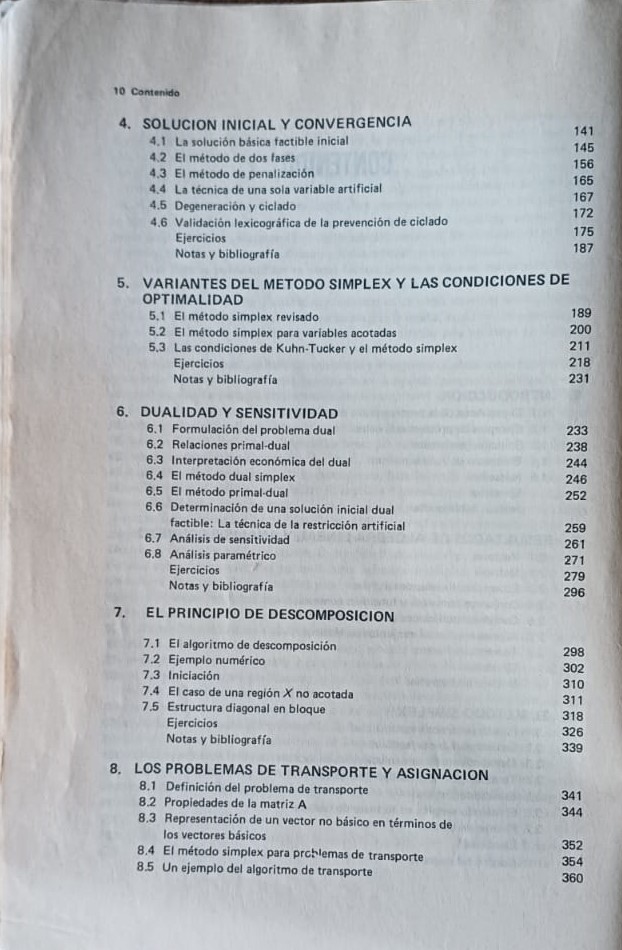 10 Contenido
4. SOLUCION INICIAL Y CONVERGENCIA
4.1 La solución básica factible inicial 141
4.2 El método de dos fases 145
4.3 El método de penalización 156
4.4 La técnica de una sola variable artificial 165
4.5 Degeneración y ciclado 167
4.6 Validación lexicográfica de la prevención de ciclado 172
Ejercicios 175
Notas y bibliografía 187
5. VARIANTES DEL METODO SIMPLEX Y LAS CONDICIONES DE
OPTIMALIDAD
5.1 El método simplex revisado 189
5.2 El método simplex para variables acotadas 200
5.3 Las condiciones de Kuhn-Tucker y el método simplex 211
Ejercicios 218
Notas y bibliografía 231
6. DUALIDAD Y SENSITIVIDAD
6.1 Formulación del problema dual 233
6.2 Relaciones primal-dual 238
6.3 Interpretación económica del dual 244
6.4 El método dual simplex 246
6.5 El método primal-dual 252
6.6 Determinación de una solución inicial dual
factible: La técnica de la restricción artificial 259
6.7 Análisis de sensitividad 261
6.8 Análisis paramétrico 271
Ejercicios 279
Notas y bibliografía 296
7. EL PRINCIPIO DE DESCOMPOSICION
7.1 El algoritmo de descomposición 298
7.2 Ejemplo numérico 302
7.3 Iniciación 310
7.4 El caso de una región X no acotada 311
7.5 Estructura diagonal en bloque 318
Ejercicios 326
Notas y bibliografía 339
8. LOS PROBLEMAS DE TRANSPORTE Y ASIGNACION
8.1 Definición del problema de transporte 341
8.2 Propiedades de la matriz A 344
8.3 Representación de un vector no básico en términos de
los vectores básicos 352
8.4 El método simplex para problemas de transporte 354
8.5 Un ejemplo del algoritmo de transporte 360